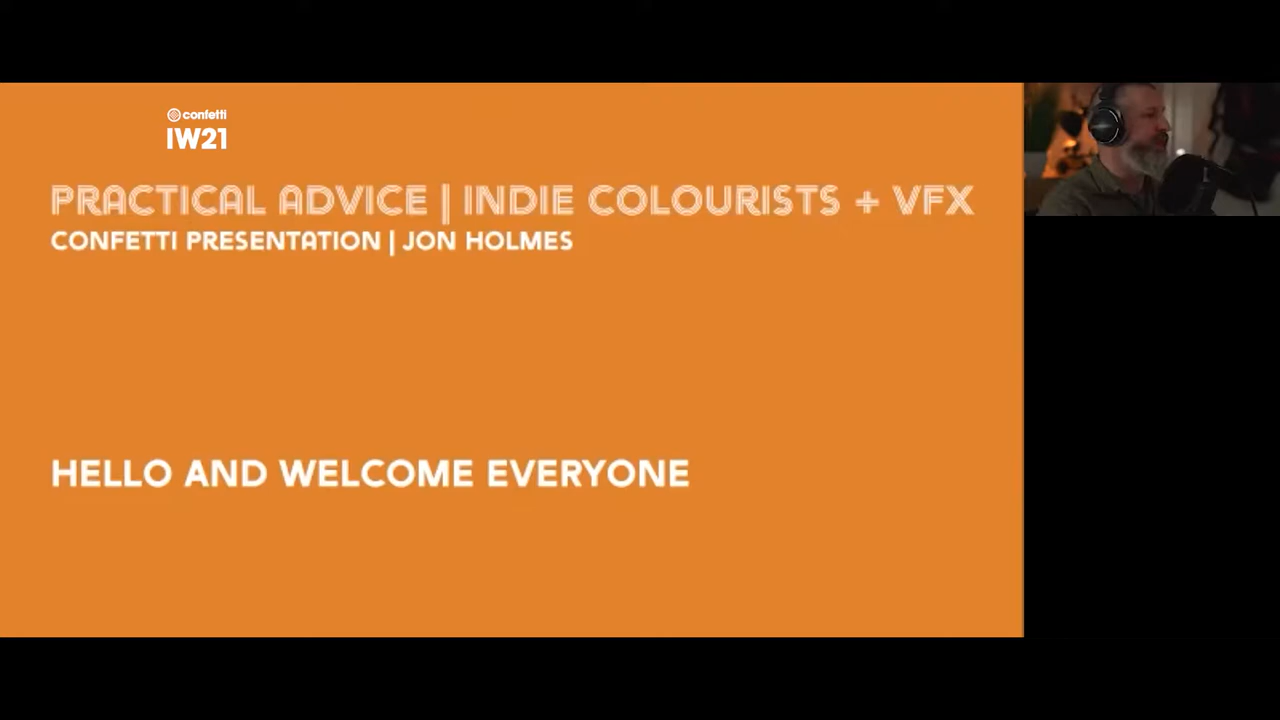 confetti
IW21
PRACTICAL ADVICE | INDIE COLOURISTS + VFX
CONFETTI PRESENTATION | JON HOLMES
HELLO AND WELCOME EVERYONE